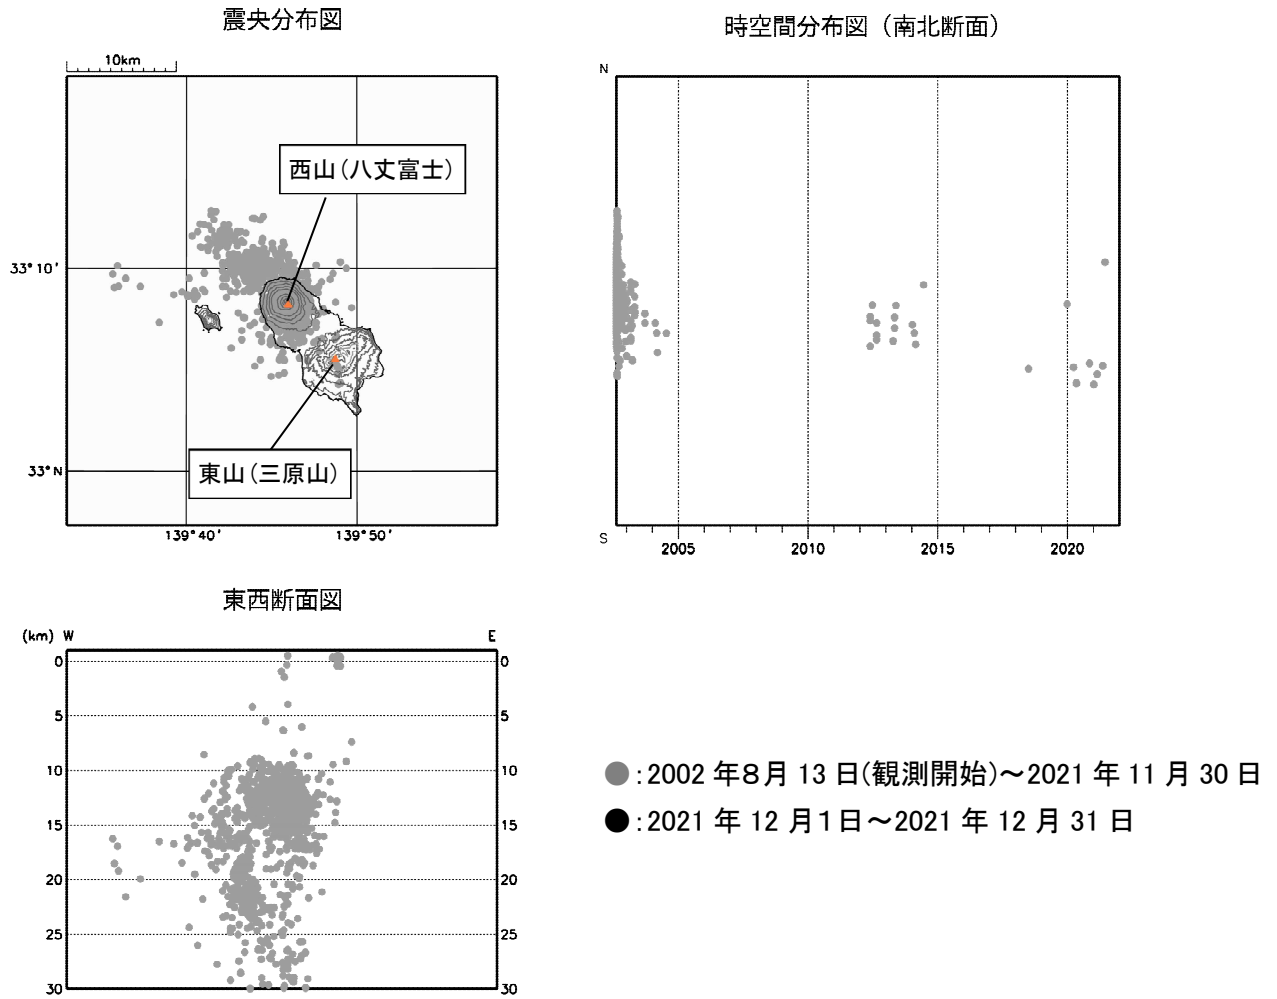 震央分布図
時空間分布図（南北断面）
10km
N
西山（八丈富士）
33°10′
33°N
東山（三原山）
139°40′ 139°50′
S
2005 2010 2015 2020
東西断面図
(km) W E
0 0
5 5
10 10
15 15
20 20
25 25
30 30
●：2002 年８月 13 日（観測開始）～2021 年 11 月 30 日
●：2021 年 12 月１日～2021 年 12 月 31 日